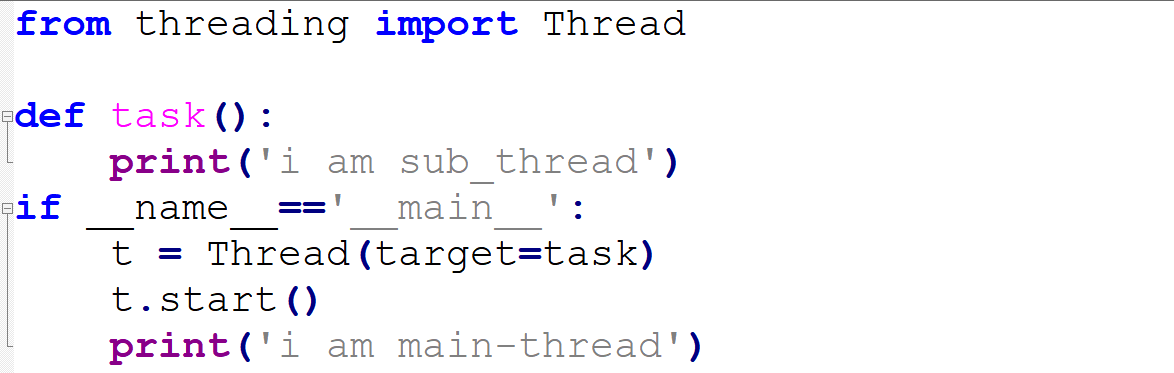 from threading import Thread
def task():
    print('i am sub_thread')
if __name__=='__main__':
    t = Thread(target=task)
    t.start()
    print('i am main-thread')